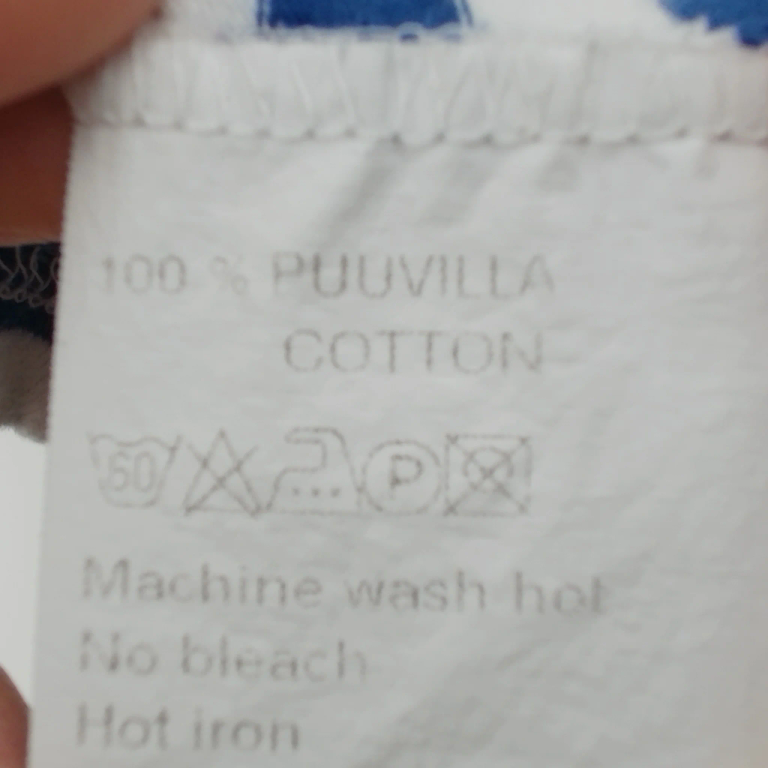 100 % PUUVILLA
COTTON
60 P
Machine wash hot
No bleach
Hot iron